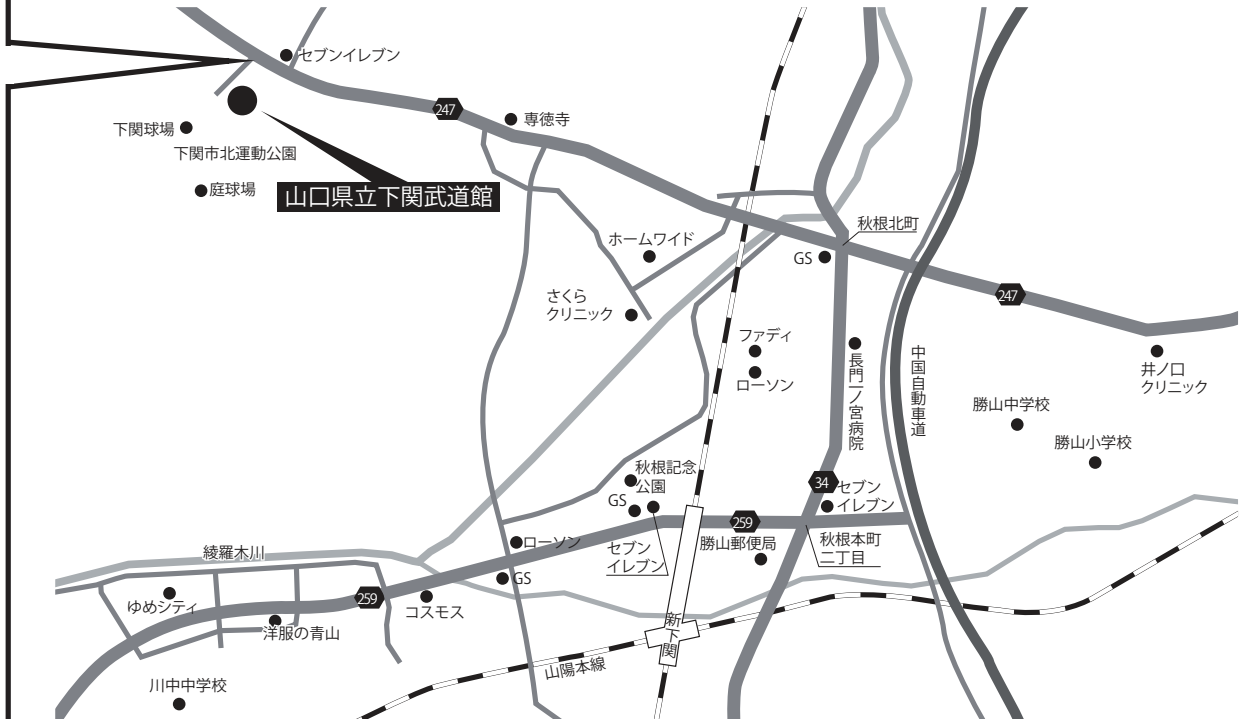 セブンイレブン
247
専徳寺
下関球場
下関市北運動公園
庭球場
山口県立下関武道館
秋根北町
ホームワイド
GS
さくら
クリニック
247
ファディ
ローソン
長門一ノ宮病院
中国自動車道
井ノ口
クリニック
勝山中学校
勝山小学校
秋根記念
公園
GS
34
セブン
イレブン
259
ローソン
セブン
イレブン
勝山郵便局
秋根本町
二丁目
綾羅木川
GS
ゆめシティ
259
コスモス
洋服の青山
新下関
山陽本線
川中中学校